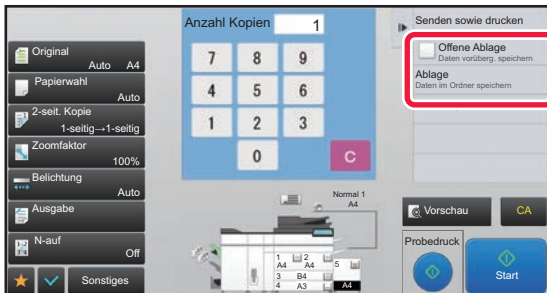 Original
Auto A4
Papierwahl
Auto
2-seit. Kopie
1-seitig→1-seitig
Zoomfaktor
100%
Belichtung
Auto
Ausgabe
N-auf
Off
Sonstiges
Anzahl Kopien 1
7 8 9
4 5 6
1 2 3
0 C
Normal 1
A4
1 A4
2 A4
5
3 B4
4 A3
A4
Senden sowie drucken
Offene Ablage
Daten vorüberg. speichern
Ablage
Daten im Ordner speichern
Vorschau
CA
Probedruck
Start